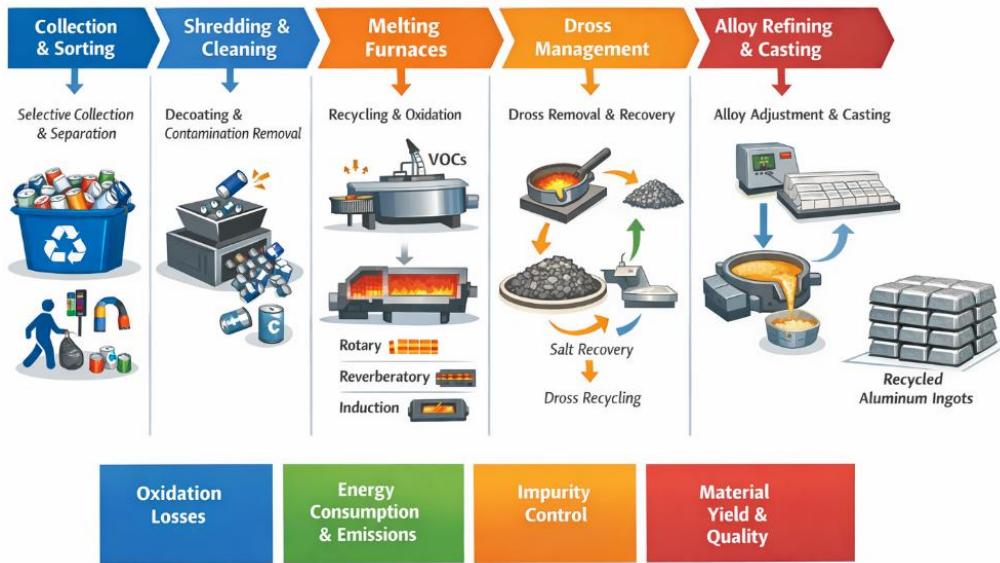 Collection
& Sorting
Shredding &
Cleaning
Melting
Furnaces
Dross
Management
Alloy Refining
& Casting
Selective Collection
& Separation
Decoating &
Contamination Removal
Recycling & Oxidation
VOCs
Rotary
Reverberatory
Induction
Dross Removal & Recovery
Salt Recovery
Dross Recycling
Alloy Adjustment & Casting
Recycled
Aluminum Ingots
C
Oxidation
Losses
Energy
Consumption
& Emissions
Impurity
Control
Material
Yield &
Quality